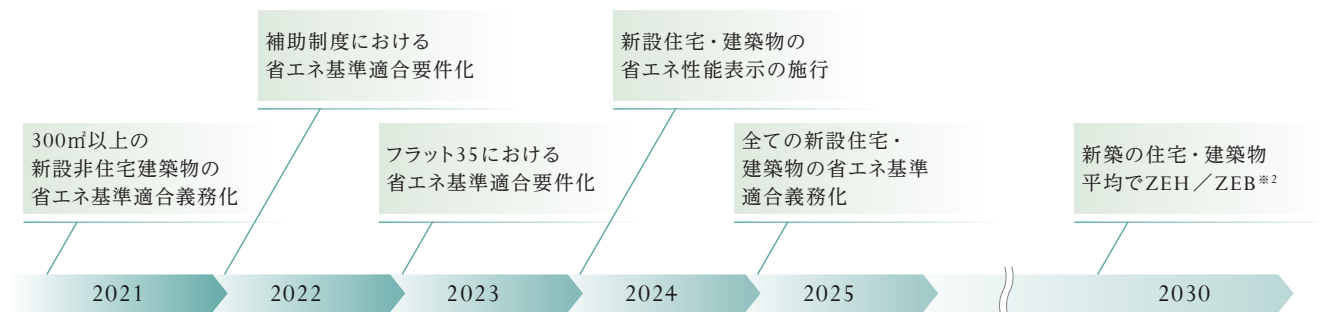 補助制度における
省エネ基準適合要件化
新設住宅・建築物の
省エネ性能表示の施行
300㎡以上の
新設非住宅建築物の
省エネ基準適合義務化
フラット35における
省エネ基準適合要件化
全ての新設住宅・
建築物の省エネ基準
適合義務化
新築の住宅・建築物
平均でZEH／ZEB※2
2021
2022
2023
2024
2025
2030